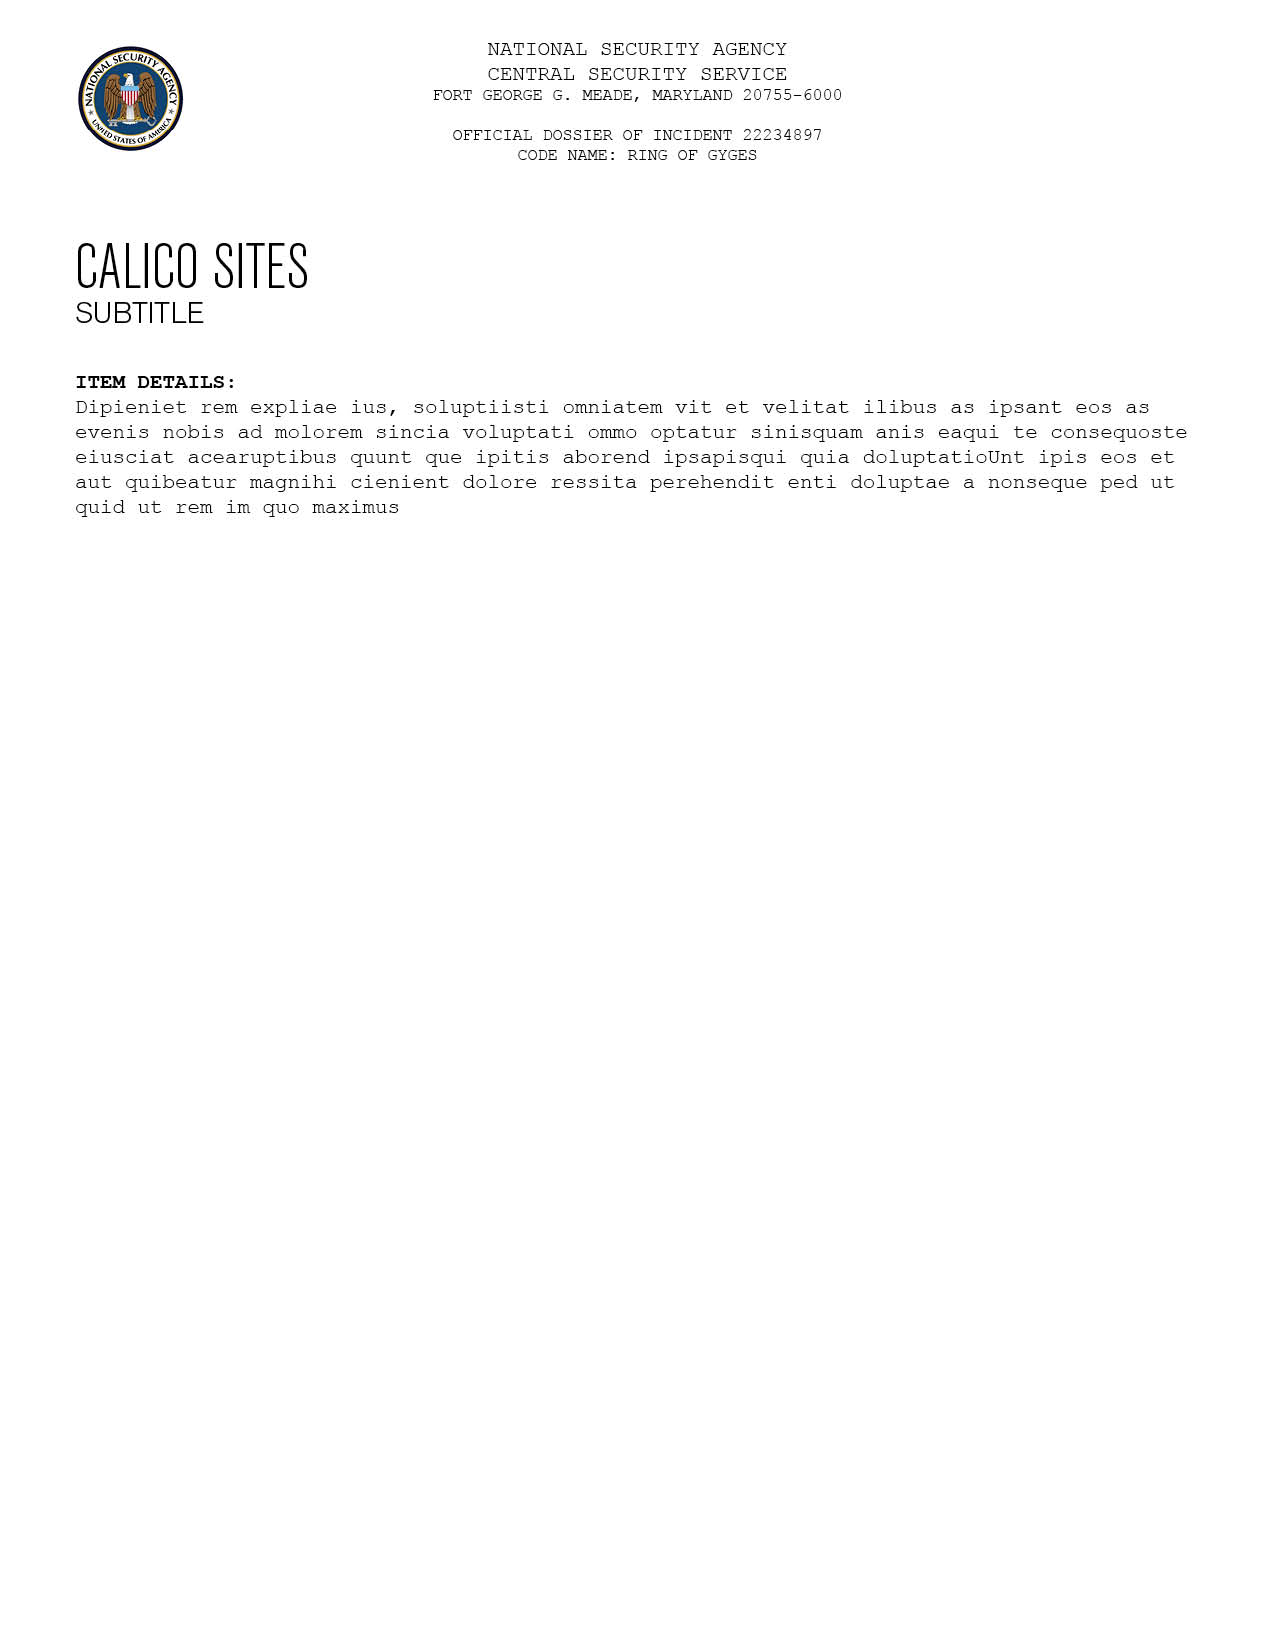 NATIONAL SECURITY AGENCY
CENTRAL SECURITY SERVICE
FORT GEORGE G. MEADE, MARYLAND 20755-6000
NATIONAL SECURITY AGENCY
UNITED STATES OF AMERICA
OFFICIAL DOSSIER OF INCIDENT 22234897
CODE NAME: RING OF GYGES
CALICO SITES
SUBTITLE
ITEM DETAILS:
Dipieniet rem expliae ius, soluptiisti omniatem vit et velitat ilibus as ipsant eos as
evenis nobis ad molorem sincia voluptati ommo optatur sinisquam anis eaqui te consequoste
eiusciat acearuptibus quunt que ipitis aborend ipsapisqui quia doluptatioUnt ipis eos et
aut quibeatur magnihi cienient dolore ressita perehendit enti doluptae a nonseque ped ut
quid ut rem im quo maximus